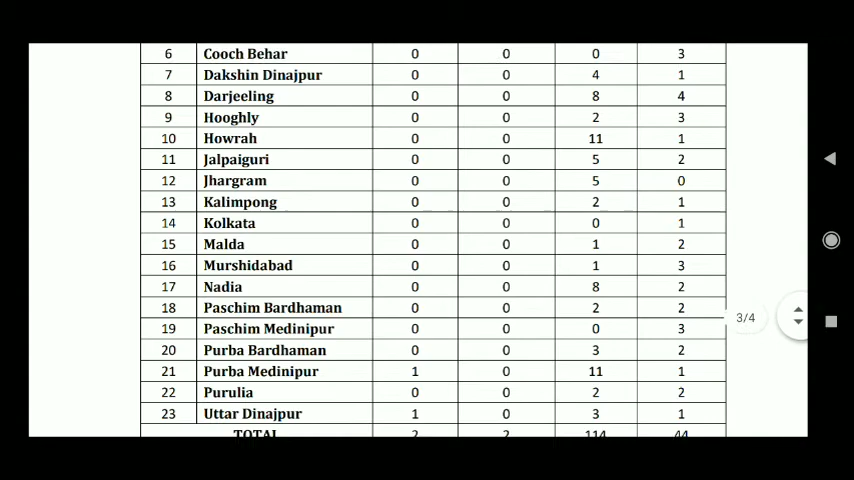 6 Cooch Behar 0 0 0 3
7 Dakshin Dinajpur 0 0 4 1
8 Darjeeling 0 0 8 4
9 Hooghly 0 0 2 3
10 Howrah 0 0 11 1
11 Jalpaiguri 0 0 5 2
12 Jhargram 0 0 5 0
13 Kalimpong 0 0 2 1
14 Kolkata 0 0 0 1
15 Malda 0 0 1 2
16 Murshidabad 0 0 1 3
17 Nadia 0 0 8 2
18 Paschim Bardhaman 0 0 2 2
19 Paschim Medinipur 0 0 0 3
20 Purba Bardhaman 0 0 3 2
21 Purba Medinipur 1 0 11 1
22 Purulia 0 0 2 2
23 Uttar Dinajpur 1 0 3 1
TOTAL 2 2 114 44
3/4